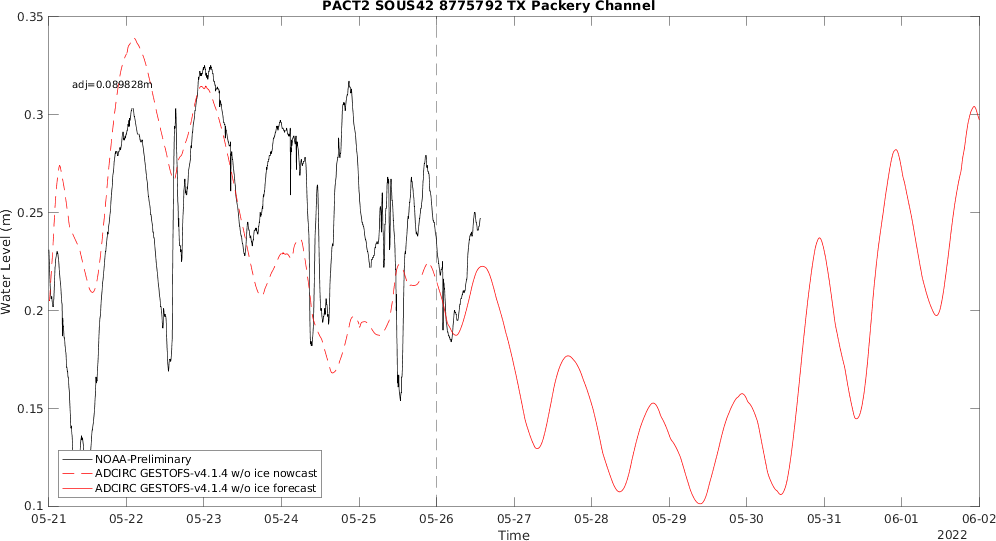 PACT2 SOUS42 8775792 TX Packery Channel
0.35
0.3
0.25
0.2
0.15
0.1
Water Level (m)
adj=0.089828m
NOAA-Preliminary
ADCIRC GESTOFS-v4.1.4 w/o ice nowcast
ADCIRC GESTOFS-v4.1.4 w/o ice forecast
05-21 05-22 05-23 05-24 05-25 05-26 05-27 05-28 05-29 05-30 05-31 06-01 06-02
Time
2022